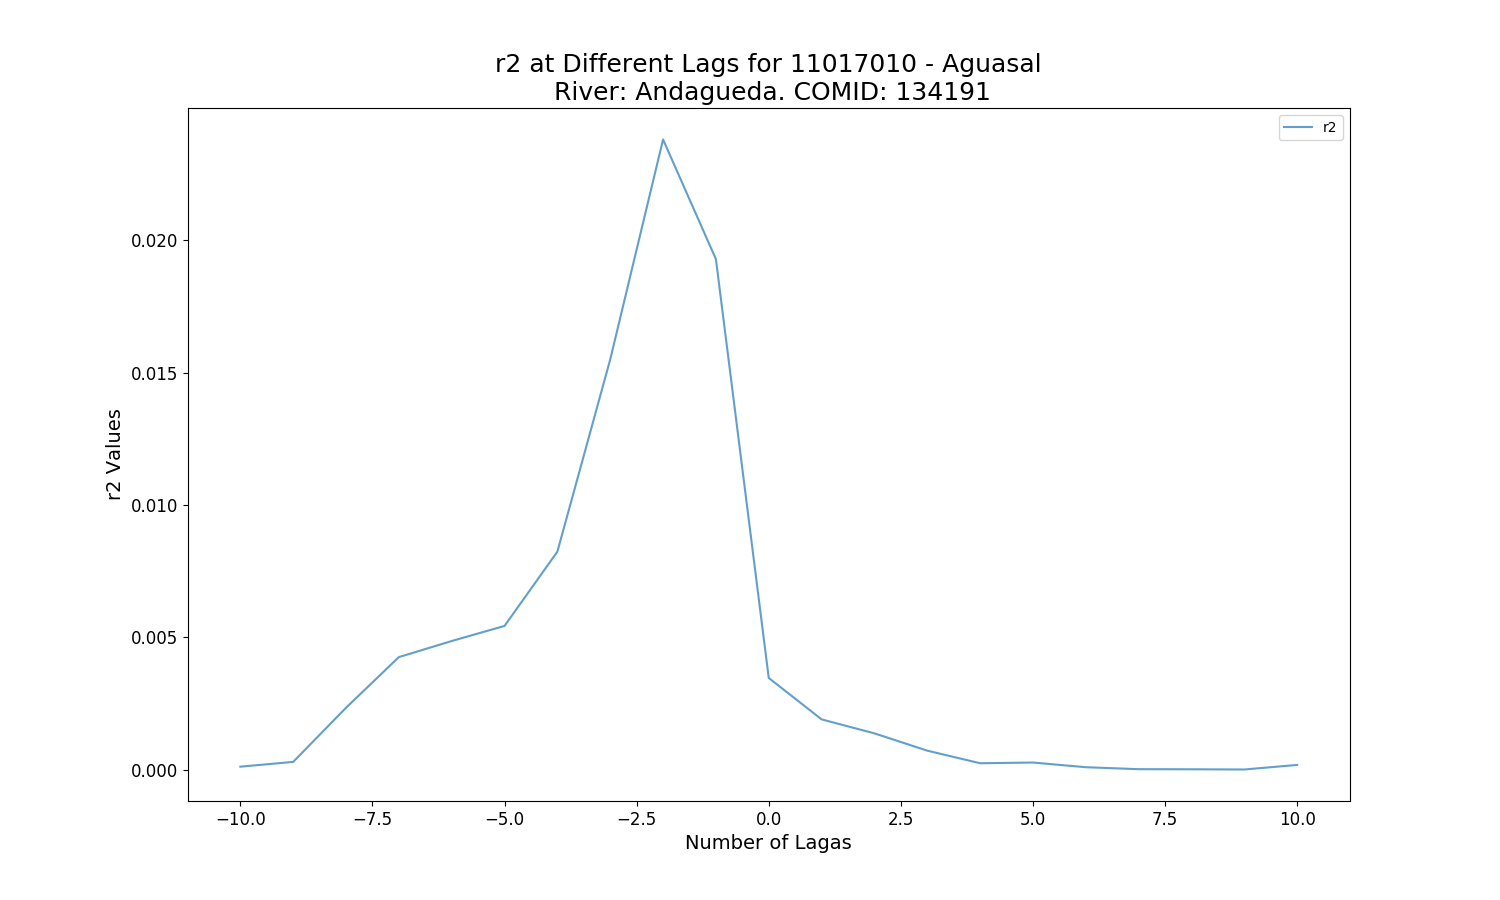 r2 at Different Lags for 11017010 - Aguasal
River: Andagueda. COMID: 134191
r2
0.020
0.015
0.010
0.005
0.000
r2 Values
−10.0 −7.5 −5.0 −2.5 0.0 2.5 5.0 7.5 10.0
Number of Lagas